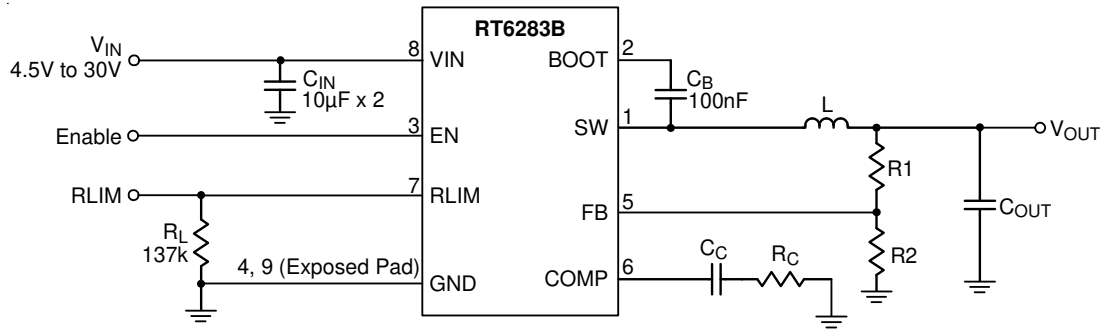 RT6283B
V_IN
4.5V to 30V
8
VIN
BOOT
2
C_IN
10µF x 2
C_B
100nF
Enable
3
EN
SW
1
L
V_OUT
R1
RLIM
7
RLIM
FB
5
C_OUT
R_L
137k
R2
4, 9 (Exposed Pad)
GND
COMP
6
C_C
R_C